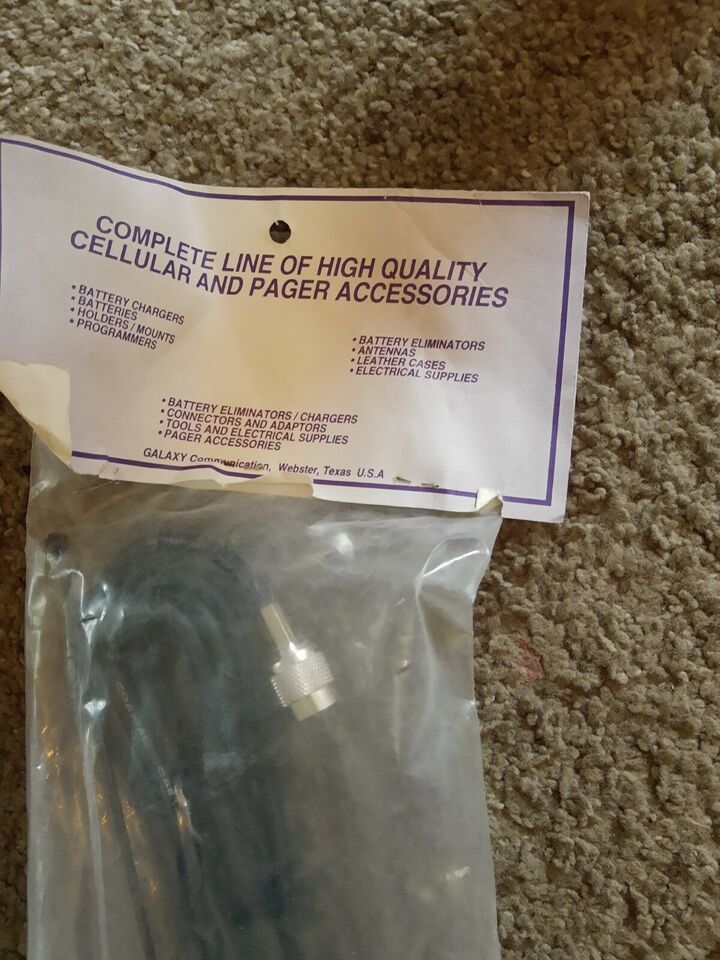 COMPLETE LINE OF HIGH QUALITY
CELLULAR AND PAGER ACCESSORIES
• BATTERY CHARGERS
• BATTERIES
• HOLDERS / MOUNTS
• PROGRAMMERS
• BATTERY ELIMINATORS
• ANTENNAS
• LEATHER CASES
• ELECTRICAL SUPPLIES
• BATTERY ELIMINATORS / CHARGERS
• CONNECTORS AND ADAPTORS
• TOOLS AND ELECTRICAL SUPPLIES
• PAGER ACCESSORIES
GALAXY Communication, Webster, Texas U.S.A